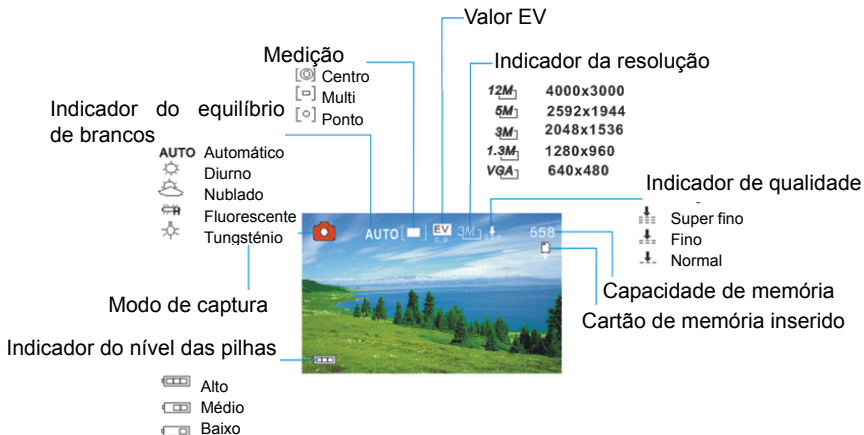 Valor EV
Medição
Centro
Multi
Ponto
Indicador da resolução
12M 4000x3000
5M 2592x1944
3M 2048x1536
1.3M 1280x960
VGA 640x480
Indicador do equilíbrio
de brancos
AUTO Automático
Diurno
Nublado
Fluorescente
Tungsténio
Indicador de qualidade
Super fino
Fino
Normal
AUTO EV 3M 558
Modo de captura
Capacidade de memória
Cartão de memória inserido
Indicador do nível das pilhas
Alto
Médio
Baixo